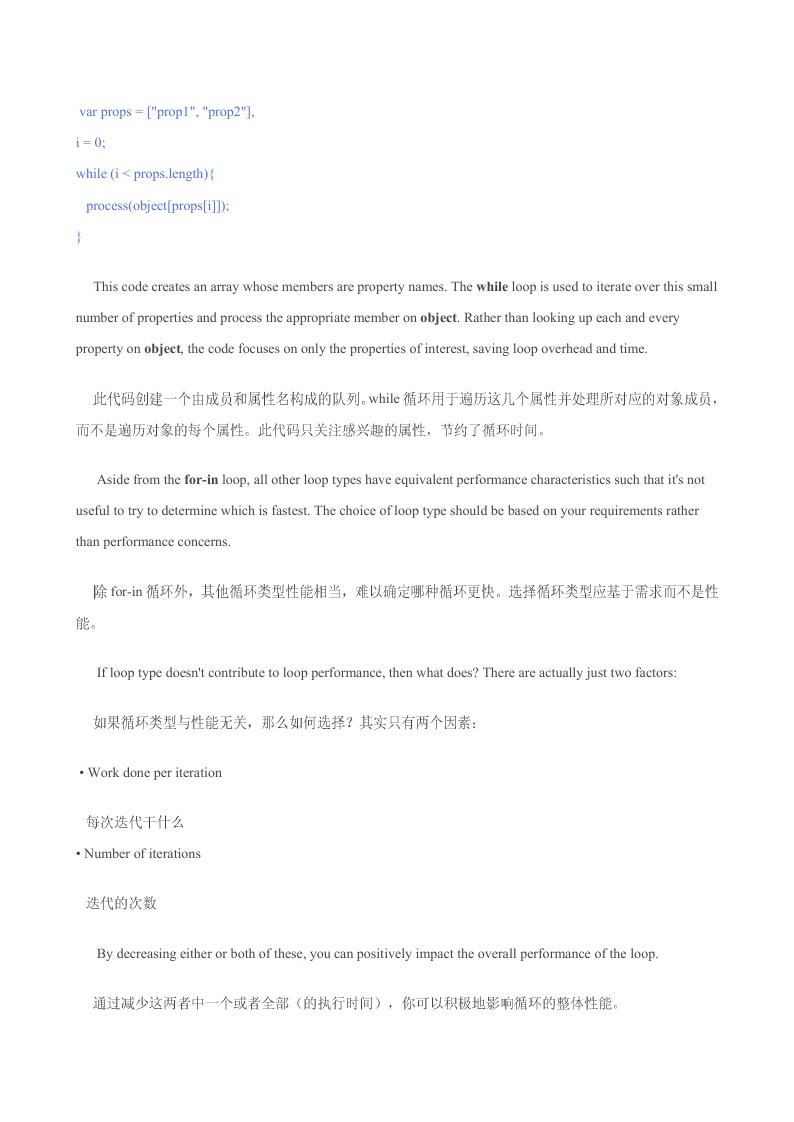 var props = ["prop1", "prop2"],
i = 0;
while (i < props.length){
process(object[props[i]]);
}
This code creates an array whose members are property names. The while loop is used to iterate over this small
number of properties and process the appropriate member on object. Rather than looking up each and every
property on object, the code focuses on only the properties of interest, saving loop overhead and time.
此代码创建一个由成员和属性名构成的队列。while 循环用于遍历这几个属性并处理所对应的对象成员，
而不是遍历对象的每个属性。此代码只关注感兴趣的属性，节约了循环时间。
Aside from the for-in loop, all other loop types have equivalent performance characteristics such that it's not
useful to try to determine which is fastest. The choice of loop type should be based on your requirements rather
than performance concerns.
除 for-in 循环外，其他循环类型性能相当，难以确定哪种循环更快。选择循环类型应基于需求而不是性
能。
If loop type doesn't contribute to loop performance, then what does? There are actually just two factors:
如果循环类型与性能无关，那么如何选择？其实只有两个因素：
• Work done per iteration
每次迭代干什么
• Number of iterations
迭代的次数
By decreasing either or both of these, you can positively impact the overall performance of the loop.
通过减少这两者中一个或者全部（的执行时间），你可以积极地影响循环的整体性能。